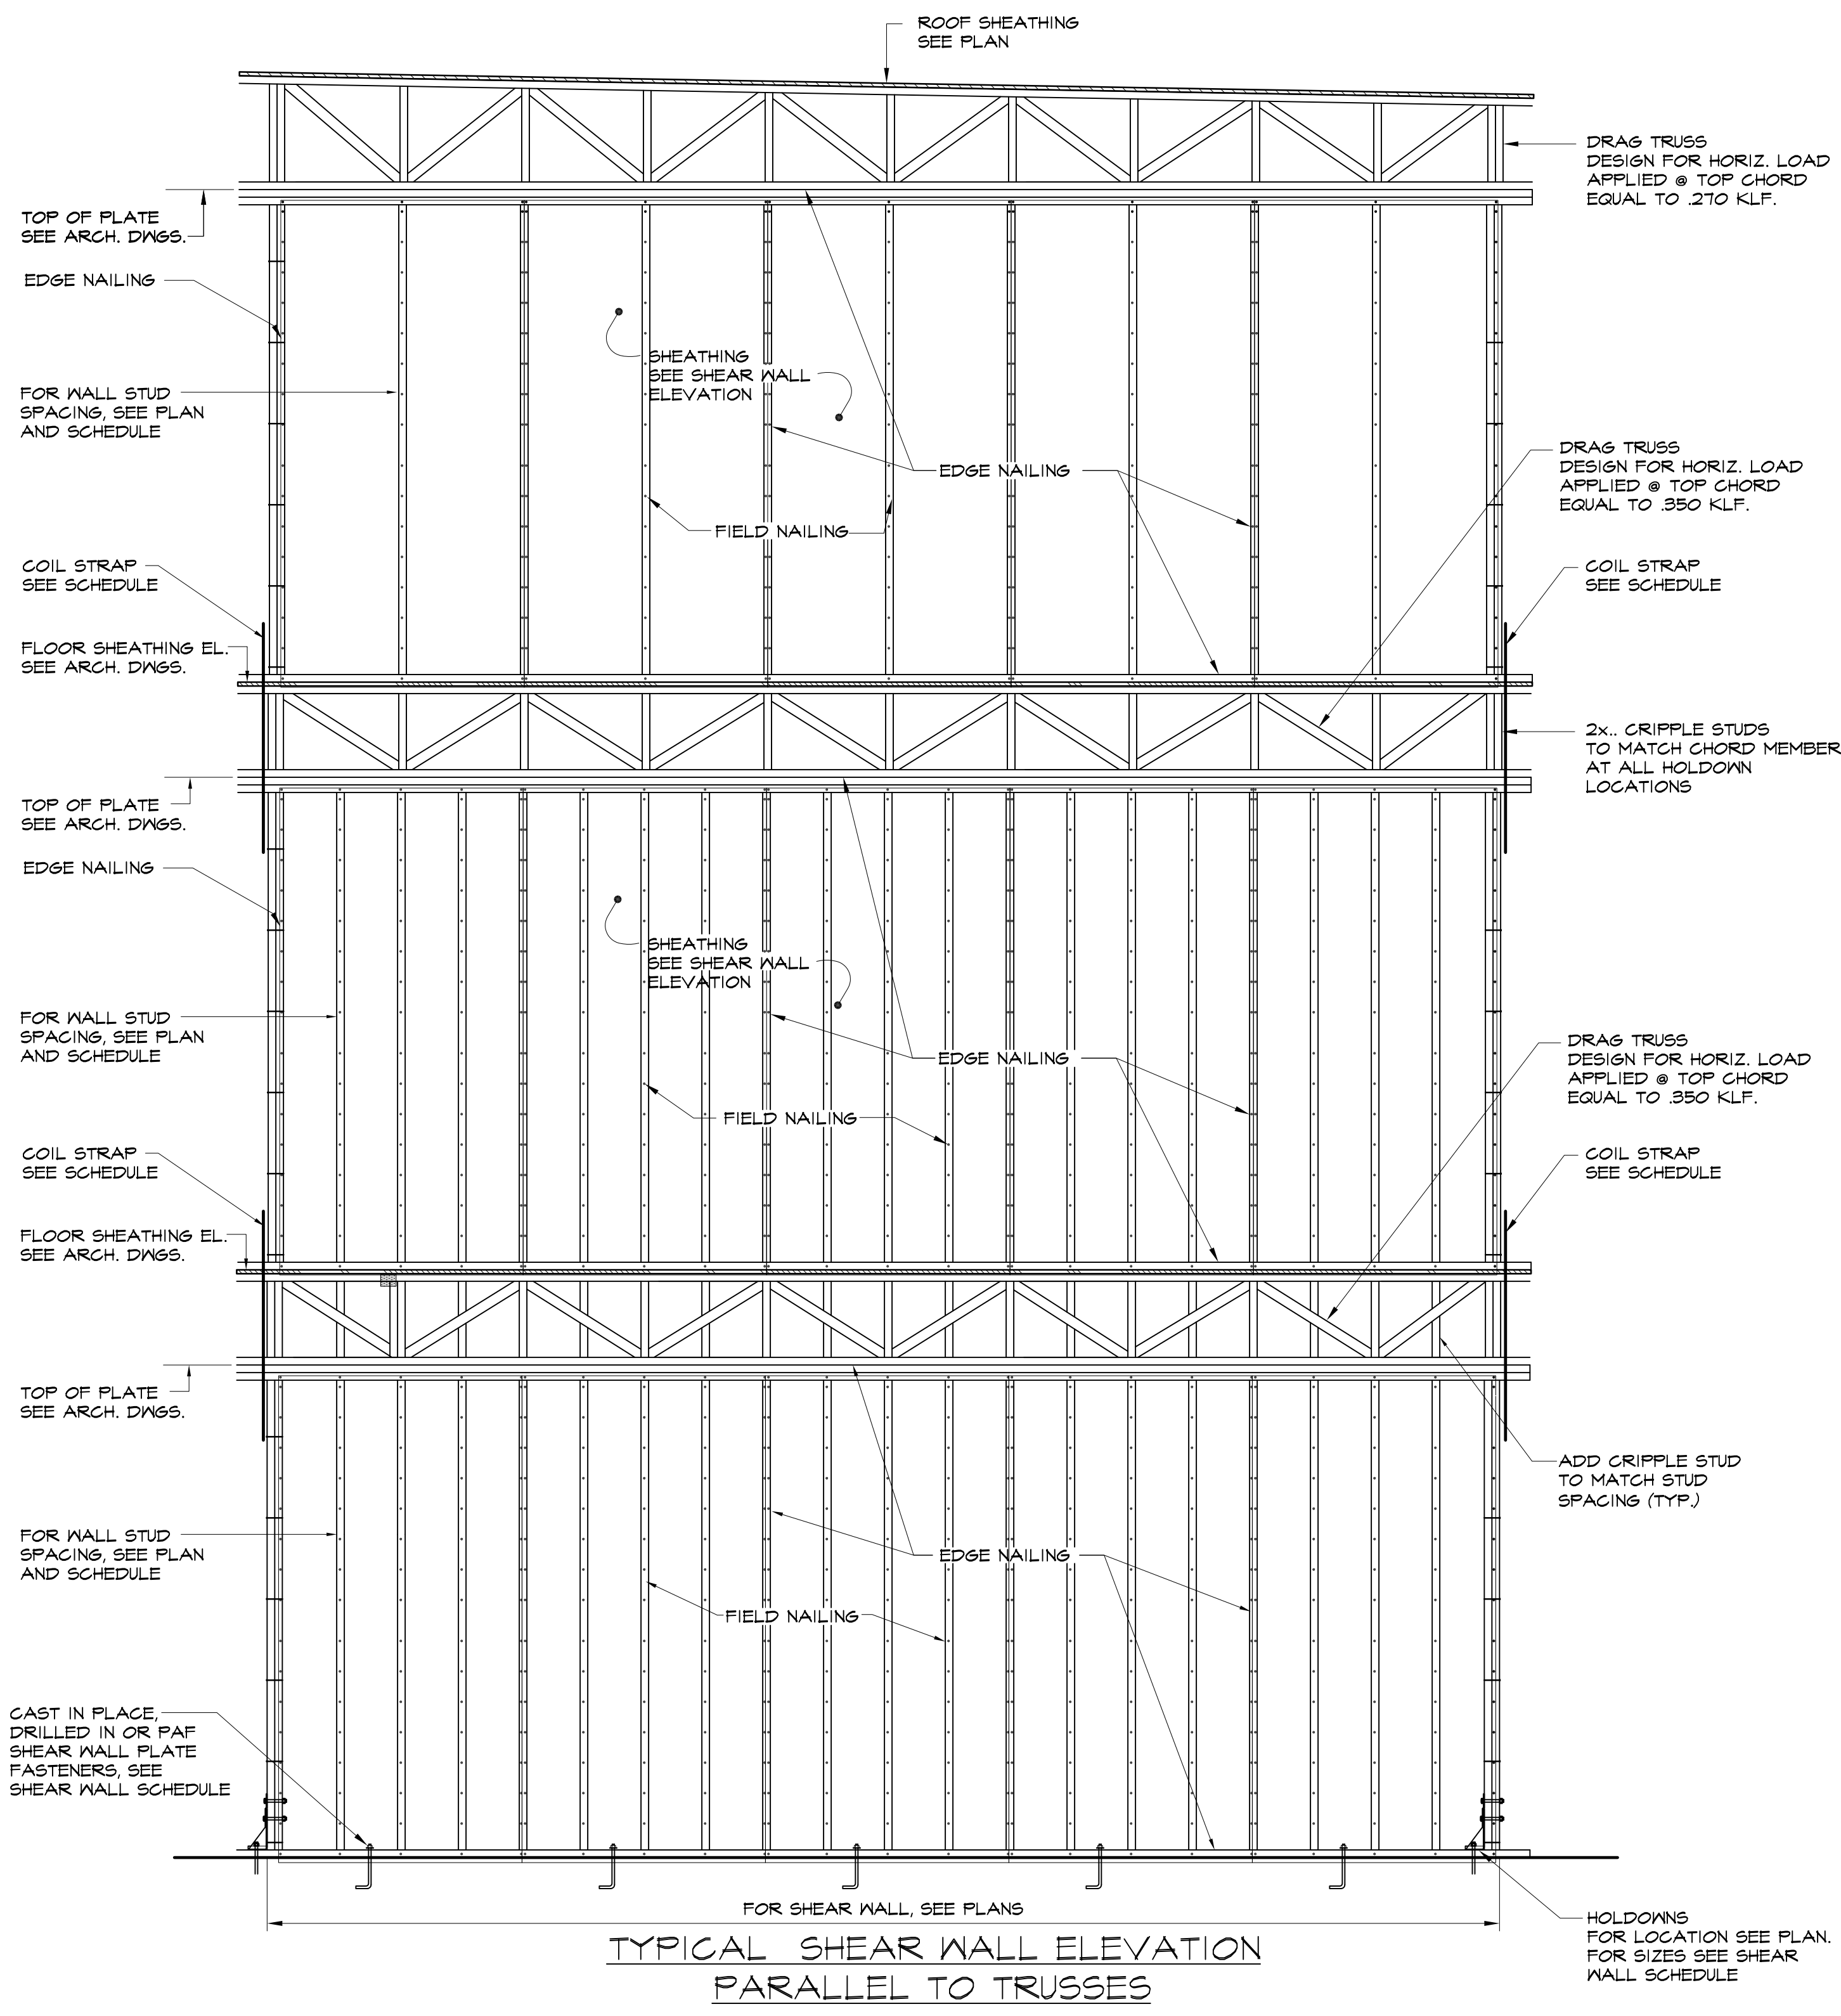 ROOF SHEATHING
SEE PLAN
DRAG TRUSS
DESIGN FOR HORIZ. LOAD
APPLIED @ TOP CHORD
EQUAL TO .270 KLF.
TOP OF PLATE
SEE ARCH. DWGS.
EDGE NAILING
SHEATHING
SEE SHEAR WALL
ELEVATION
FOR WALL STUD
SPACING, SEE PLAN
AND SCHEDULE
EDGE NAILING
DRAG TRUSS
DESIGN FOR HORIZ. LOAD
APPLIED @ TOP CHORD
EQUAL TO .350 KLF.
FIELD NAILING
COIL STRAP
SEE SCHEDULE
COIL STRAP
SEE SCHEDULE
FLOOR SHEATHING EL.
SEE ARCH. DWGS.
2x.. CRIPPLE STUDS
TO MATCH CHORD MEMBER
AT ALL HOLDOWN
LOCATIONS
TOP OF PLATE
SEE ARCH. DWGS.
EDGE NAILING
SHEATHING
SEE SHEAR WALL
ELEVATION
FOR WALL STUD
SPACING, SEE PLAN
AND SCHEDULE
EDGE NAILING
DRAG TRUSS
DESIGN FOR HORIZ. LOAD
APPLIED @ TOP CHORD
EQUAL TO .350 KLF.
FIELD NAILING
COIL STRAP
SEE SCHEDULE
COIL STRAP
SEE SCHEDULE
FLOOR SHEATHING EL.
SEE ARCH. DWGS.
TOP OF PLATE
SEE ARCH. DWGS.
ADD CRIPPLE STUD
TO MATCH STUD
SPACING (TYP.)
FOR WALL STUD
SPACING, SEE PLAN
AND SCHEDULE
EDGE NAILING
FIELD NAILING
CAST IN PLACE,
DRILLED IN OR PAF
SHEAR WALL PLATE
FASTENERS, SEE
SHEAR WALL SCHEDULE
FOR SHEAR WALL, SEE PLANS
HOLDOWNS
FOR LOCATION SEE PLAN.
FOR SIZES SEE SHEAR
WALL SCHEDULE
TYPICAL SHEAR WALL ELEVATION
PARALLEL TO TRUSSES